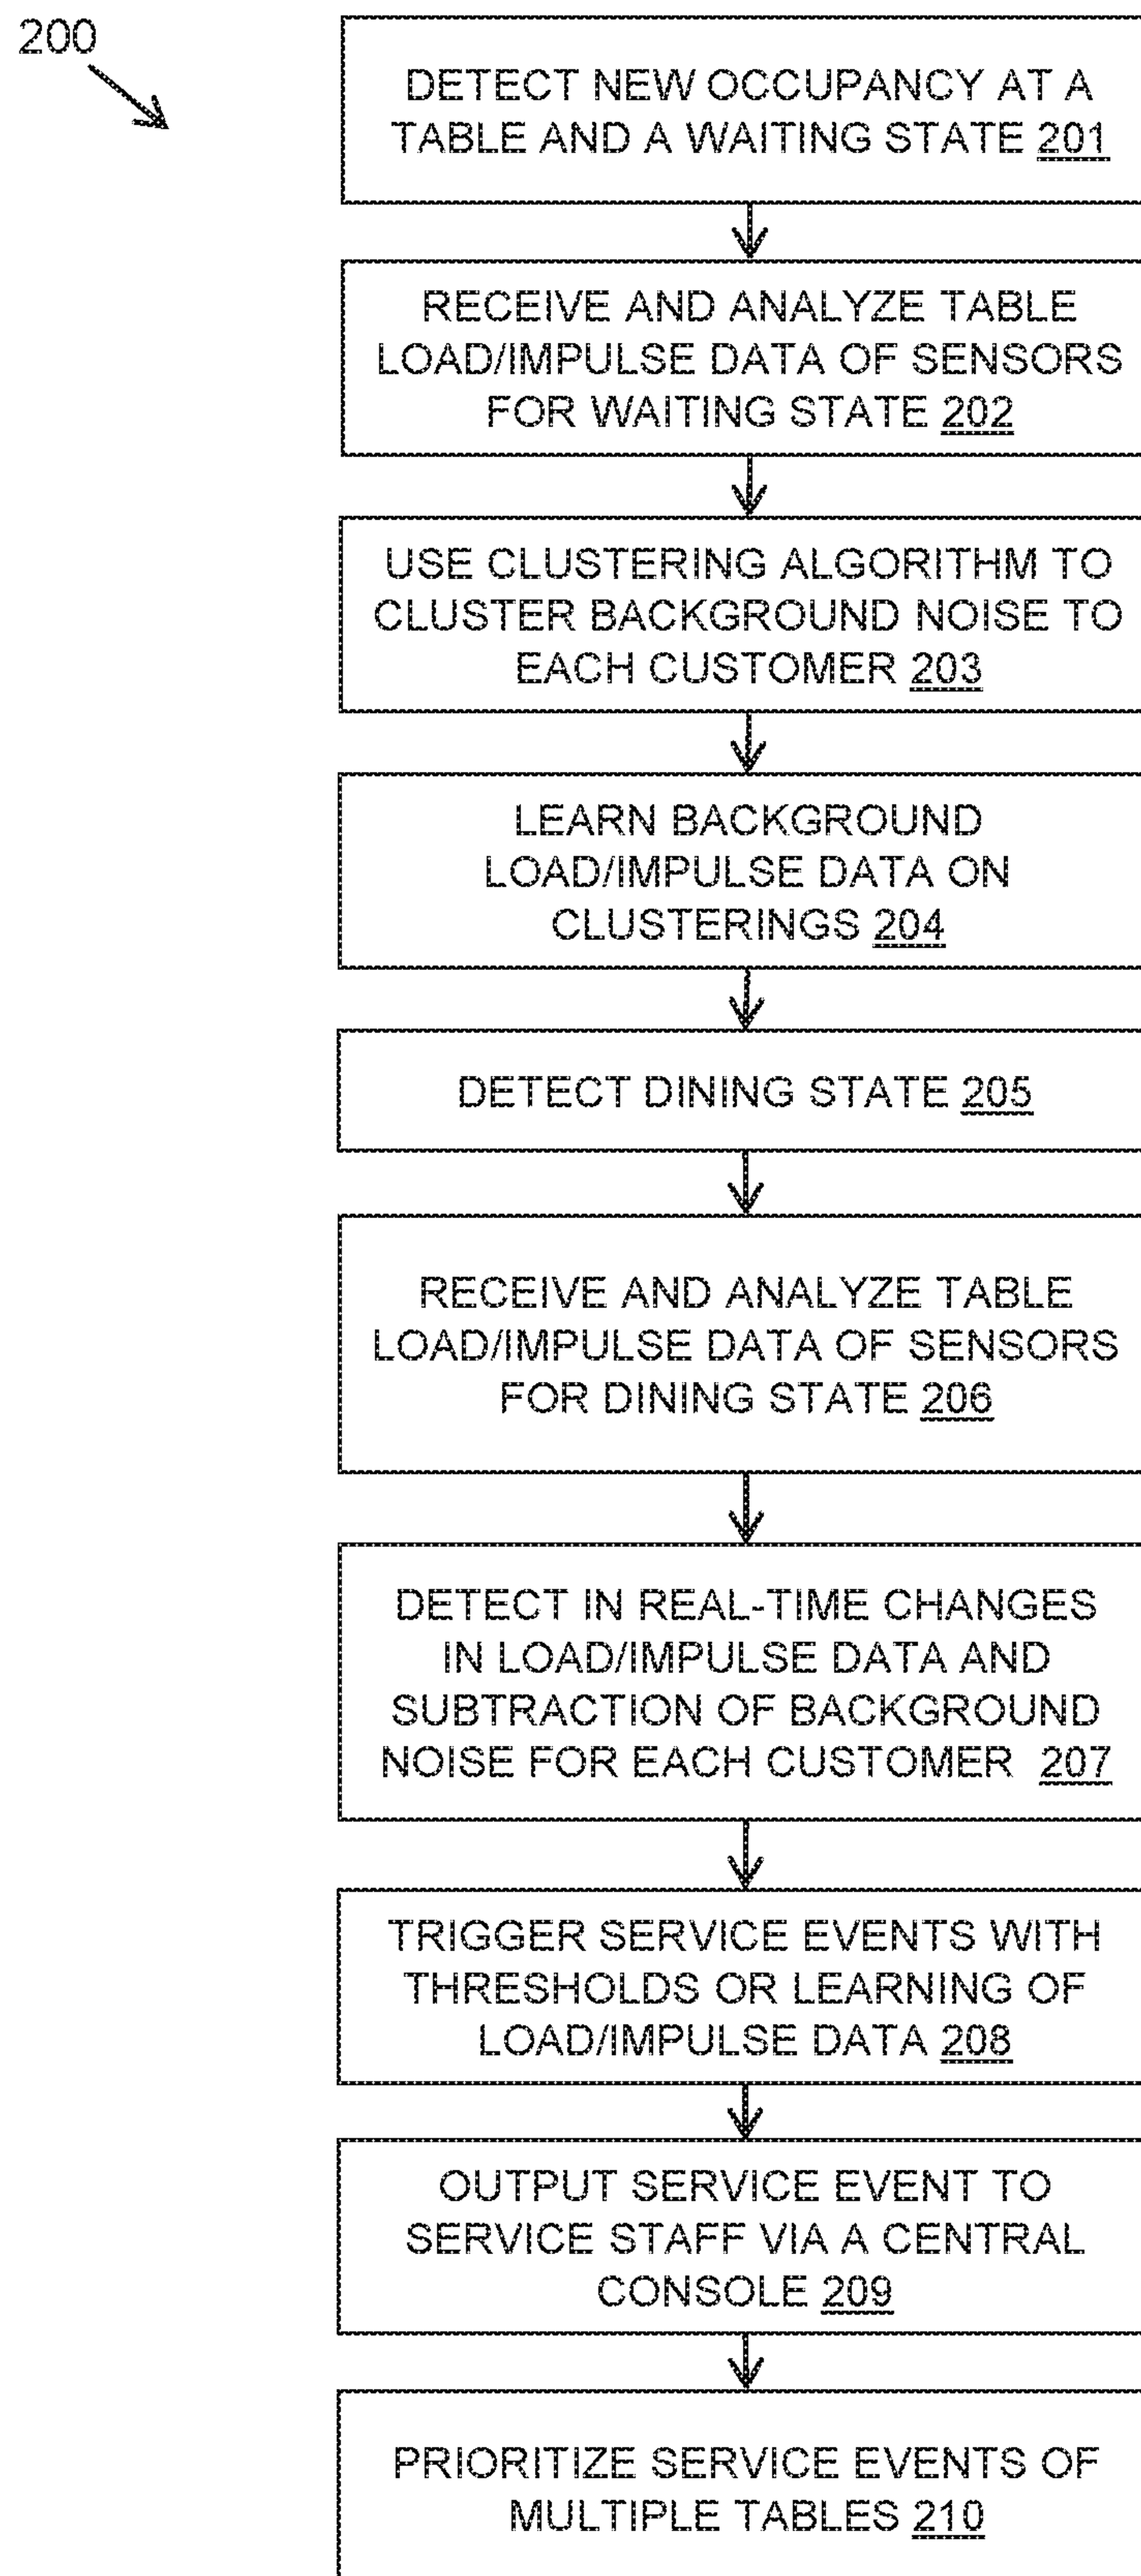 200
DETECT NEW OCCUPANCY AT A
TABLE AND A WAITING STATE 201
RECEIVE AND ANALYZE TABLE
LOAD/IMPULSE DATA OF SENSORS
FOR WAITING STATE 202
USE CLUSTERING ALGORITHM TO
CLUSTER BACKGROUND NOISE TO
EACH CUSTOMER 203
LEARN BACKGROUND
LOAD/IMPULSE DATA ON
CLUSTERINGS 204
DETECT DINING STATE 205
RECEIVE AND ANALYZE TABLE
LOAD/IMPULSE DATA OF SENSORS
FOR DINING STATE 206
DETECT IN REAL-TIME CHANGES
IN LOAD/IMPULSE DATA AND
SUBTRACTION OF BACKGROUND
NOISE FOR EACH CUSTOMER 207
TRIGGER SERVICE EVENTS WITH
THRESHOLDS OR LEARNING OF
LOAD/IMPULSE DATA 208
OUTPUT SERVICE EVENT TO
SERVICE STAFF VIA A CENTRAL
CONSOLE 209
PRIORITIZE SERVICE EVENTS OF
MULTIPLE TABLES 210